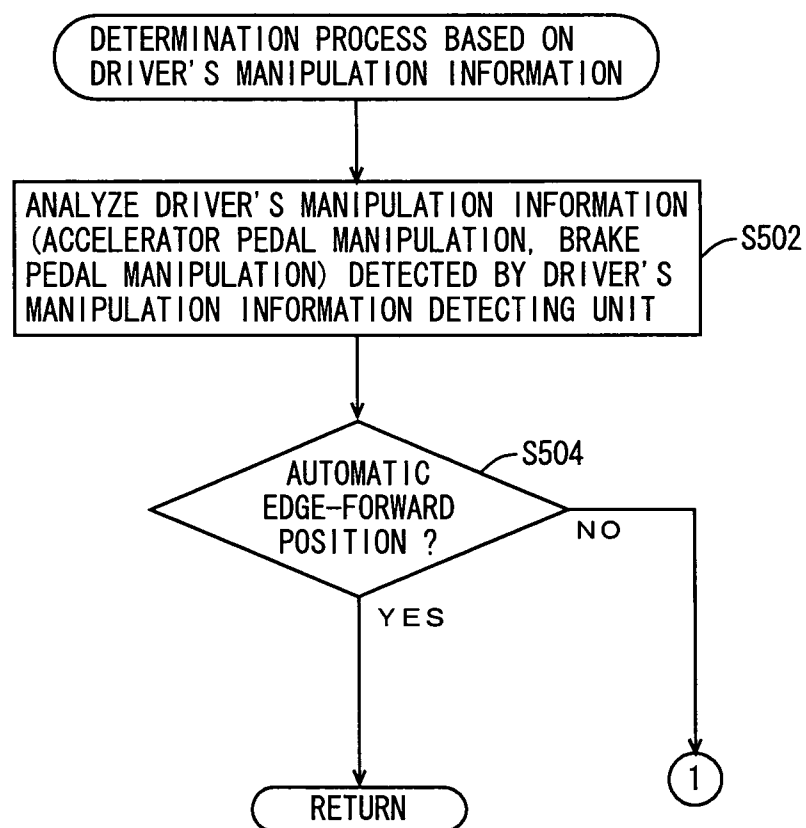 DETERMINATION PROCESS BASED ON
DRIVER'S MANIPULATION INFORMATION
ANALYZE DRIVER'S MANIPULATION INFORMATION
(ACCELERATOR PEDAL MANIPULATION, BRAKE
PEDAL MANIPULATION) DETECTED BY DRIVER'S
MANIPULATION INFORMATION DETECTING UNIT
S502
AUTOMATIC
EDGE-FORWARD
POSITION ?
S504
NO
YES
1
RETURN